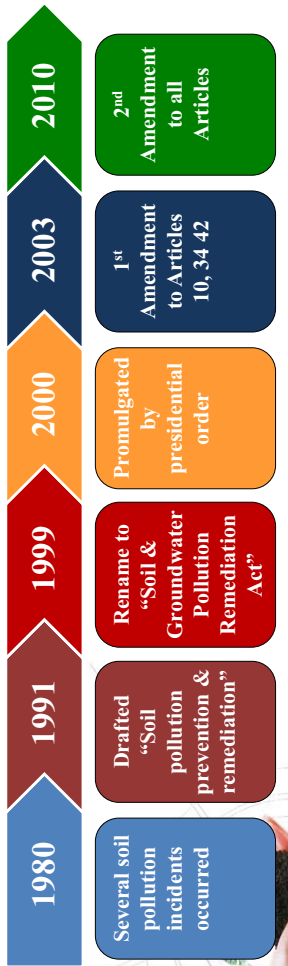 1980
1991
1999
2000
2003
2010
Several soil
pollution
incidents
occurred
Drafted
“Soil
pollution
prevention &
remediation”
Rename to
“Soil &
Groundwater
Pollution
Remediation
Act”
Promulgated
by
presidential
order
1st
Amendment
to Articles
10, 34 42
2nd
Amendment
to all
Articles